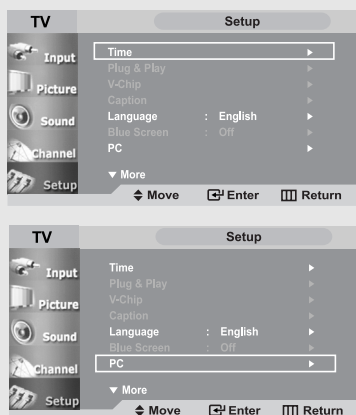 TV Setup
Input
Picture
Sound
Channel
Setup
Time
Plug & Play
V-Chip
Caption
Language : English
Blue Screen : Off
PC
▼ More
Move Enter Return
TV Setup
Input
Picture
Sound
Channel
Setup
Time
Plug & Play
V-Chip
Caption
Language : English
Blue Screen : Off
PC
▼ More
Move Enter Return